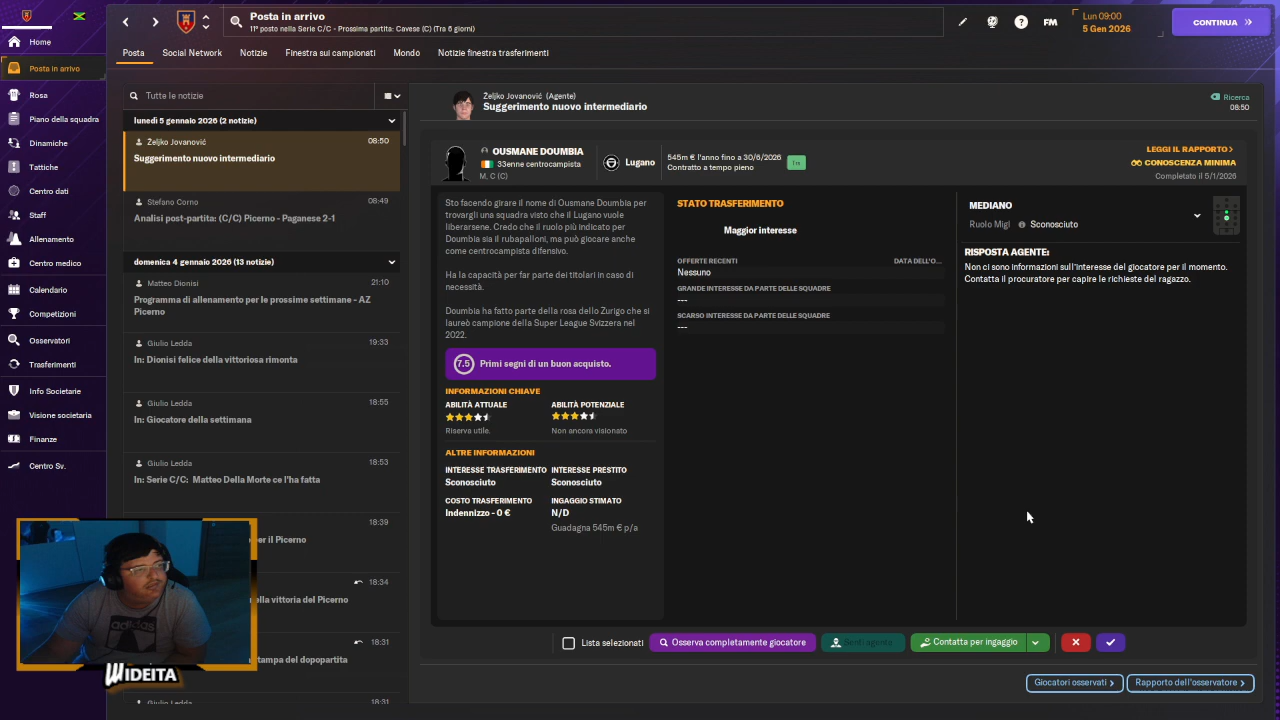 Posta in arrivo
11° posto nella Serie C/C - Prossima partita: Cavese (C) (Tra 6 giorni)
FM
Lun 09:00
5 Gen 2026
CONTINUA
Home
Posta in arrivo
Rosa
Piano della squadra
Dinamiche
Tattiche
Centro dati
Staff
Allenamento
Centro medico
Calendario
Competizioni
Osservatori
Trasferimenti
Info Societarie
Visione societaria
Finanze
Centro Sv.
Posta
Social Network
Notizie
Finestra sui campionati
Mondo
Notizie finestra trasferimenti
Tutte le notizie
lunedì 5 gennaio 2026 (2 notizie)
Željko Jovanović
08:50
Suggerimento nuovo intermediario
Stefano Corno
08:49
Analisi post-partita: (C/C) Picerno - Paganese 2-1
domenica 4 gennaio 2026 (13 notizie)
Matteo Dionisi
21:10
Programma di allenamento per le prossime settimane - AZ
Picerno
Giulio Ledda
19:33
In: Dionisi felice della vittoriosa rimonta
Giulio Ledda
18:55
In: Giocatore della settimana
Giulio Ledda
18:53
In: Serie C/C: Matteo Della Morte ce l'ha fatta
18:39
per il Picerno
18:34
nella vittoria del Picerno
18:31
stampa del dopopartita
Giulio Ledda
18:31
WIDEITA
adidas
Željko Jovanović (Agente)
Suggerimento nuovo intermediario
Ricerca
08:50
OUSMANE DOUMBIA
33enne centrocampista
M, C (C)
Lugano
545m € l'anno fino a 30/6/2026
Contratto a tempo pieno
LEGGI IL RAPPORTO
CONOSCENZA MINIMA
Completato il 5/1/2026
Sto facendo girare il nome di Ousmane Doumbia per
trovargli una squadra visto che il Lugano vuole
liberarsene. Credo che il ruolo più indicato per
Doumbia sia il rubapalloni, ma può giocare anche
come centrocampista difensivo.
Ha la capacità per far parte dei titolari in caso di
necessità.
Doumbia ha fatto parte della rosa dello Zurigo che si
laureò campione della Super League Svizzera nel
2022.
7.5
Primi segni di un buon acquisto.
INFORMAZIONI CHIAVE
ABILITÀ ATTUALE
ABILITÀ POTENZIALE
Riserva utile.
Non ancora visionato
ALTRE INFORMAZIONI
INTERESSE TRASFERIMENTO
INTERESSE PRESTITO
Sconosciuto
Sconosciuto
COSTO TRASFERIMENTO
INGAGGIO STIMATO
Indennizzo - 0 €
N/D
Guadagna 545m € p/a
STATO TRASFERIMENTO
Maggior interesse
OFFERTE RECENTI
DATA DELL'O...
Nessuno
GRANDE INTERESSE DA PARTE DELLE SQUADRE
---
SCARSO INTERESSE DA PARTE DELLE SQUADRE
---
MEDIANO
Ruolo Migl
Sconosciuto
RISPOSTA AGENTE:
Non ci sono informazioni sull'interesse del giocatore per il momento.
Contatta il procuratore per capire le richieste del ragazzo.
Lista selezionati
Osserva completamente giocatore
Senti agente
Contatta per ingaggio
Giocatori osservati
Rapporto dell'osservatore